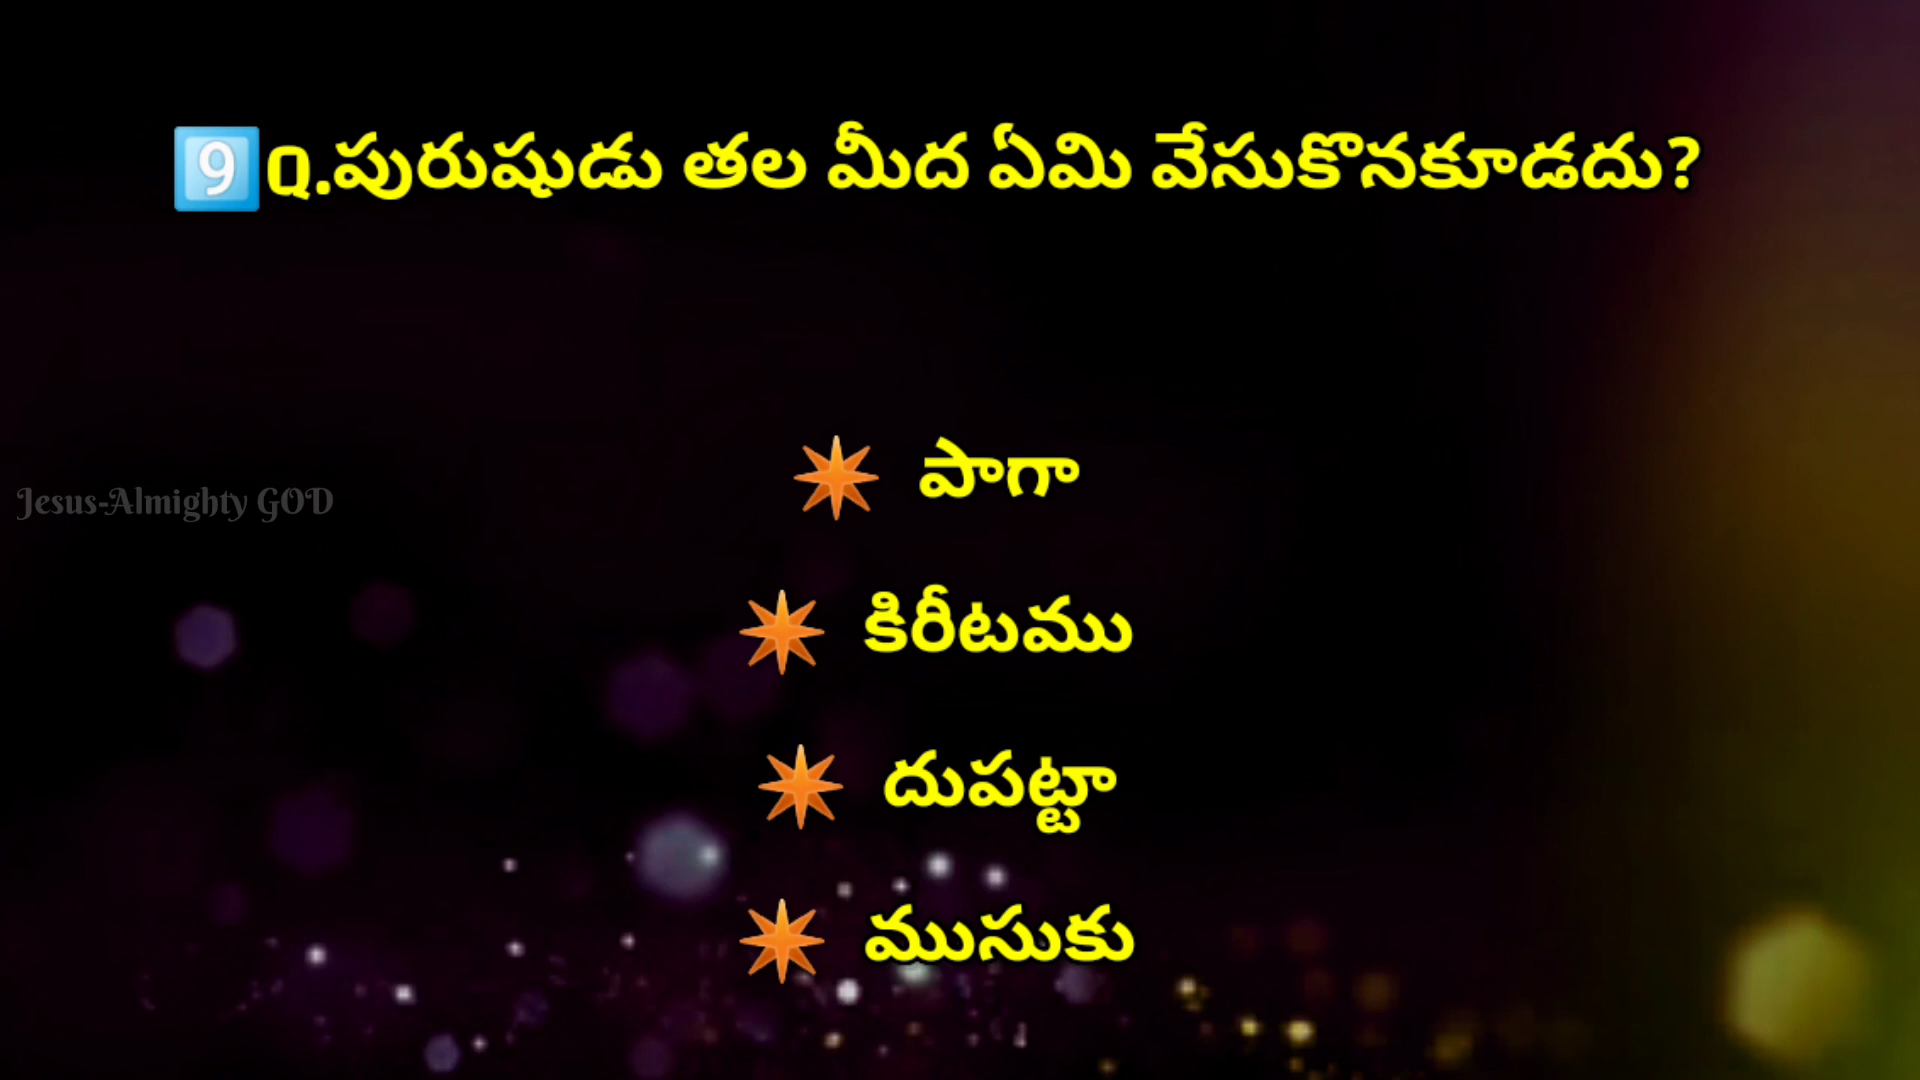 9️⃣Q.పురుషుడు తల మీద ఏమి వేసుకొనకూడదు?
✴ పాగా
Jesus-Almighty GOD
✴ కిరీటము
✴ దుపట్టా
✴ ముసుకు